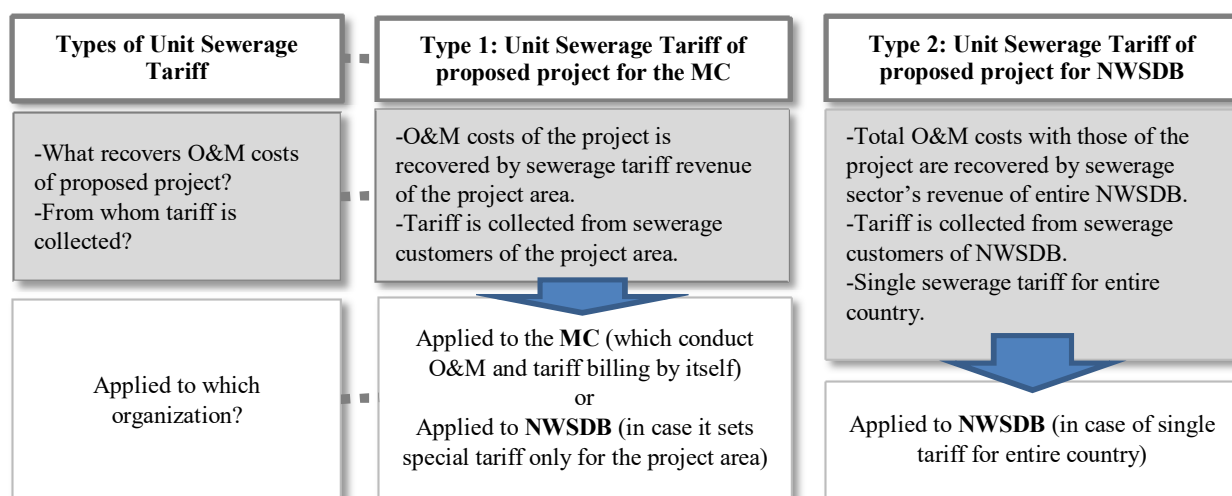 Types of Unit Sewerage
Tariff
Type 1: Unit Sewerage Tariff of
proposed project for the MC
Type 2: Unit Sewerage Tariff of
proposed project for NWSDB
-What recovers O&M costs
of proposed project?
-From whom tariff is
collected?
-O&M costs of the project is
recovered by sewerage tariff revenue
of the project area.
-Tariff is collected from sewerage
customers of the project area.
-Total O&M costs with those of the
project are recovered by sewerage
sector's revenue of entire NWSDB.
-Tariff is collected from sewerage
customers of NWSDB.
-Single sewerage tariff for entire
country.
Applied to which
organization?
Applied to the MC (which conduct
O&M and tariff billing by itself)
or
Applied to NWSDB (in case it sets
special tariff only for the project area)
Applied to NWSDB (in case of single
tariff for entire country)